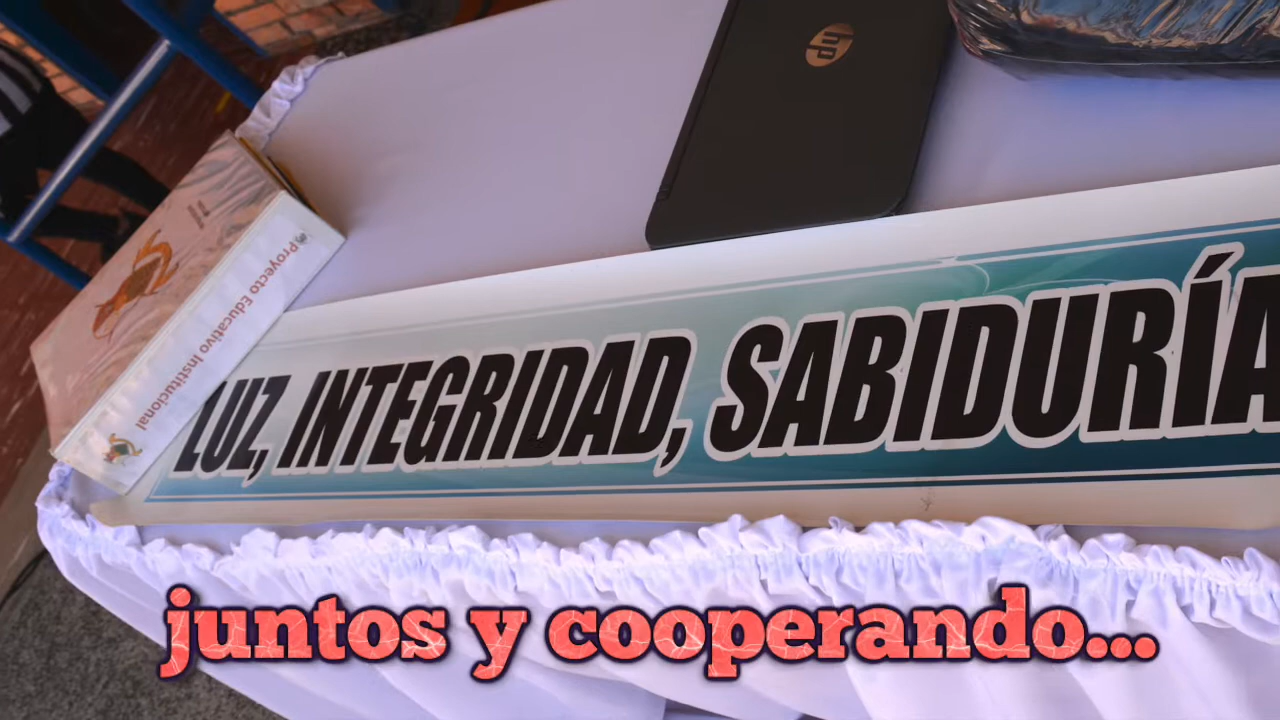 hp
Proyecto Educativo Institucional
LUZ, INTEGRIDAD, SABIDURÍA
juntos y cooperando...